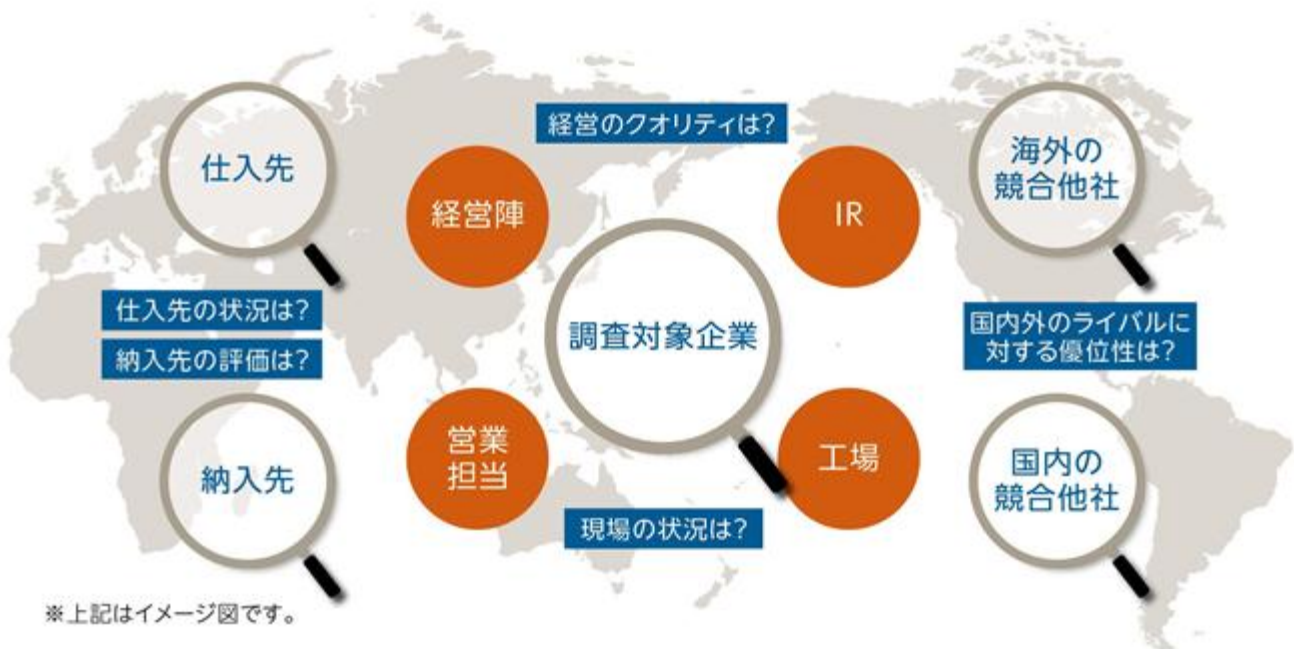 経営のクオリティは?
仕入先
経営陣
IR
海外の
競合他社
仕入先の状況は?
納入先の評価は?
調査対象企業
国内外のライバルに
対する優位性は?
納入先
営業
担当
工場
国内の
競合他社
現場の状況は?
※上記はイメージ図です。